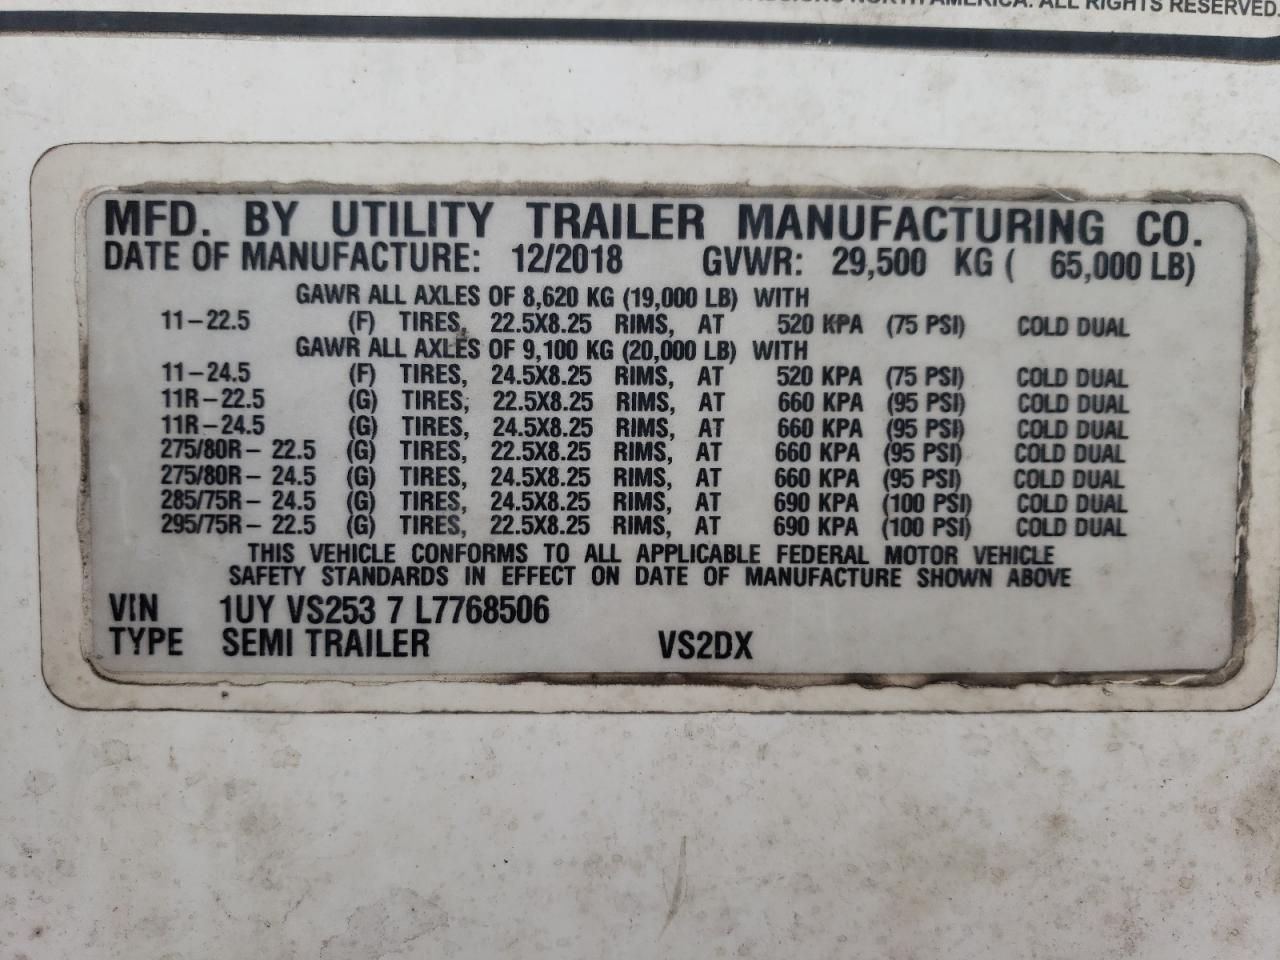 NORTH AMERICA. ALL RIGHTS RESERVED.
MFD. BY UTILITY TRAILER MANUFACTURING CO.
DATE OF MANUFACTURE: 12/2018 GVWR: 29,500 KG ( 65,000 LB)
GAWR ALL AXLES OF 8,620 KG (19,000 LB) WITH
11-22.5 (F) TIRES, 22.5X8.25 RIMS, AT 520 KPA (75 PSI) COLD DUAL
GAWR ALL AXLES OF 9,100 KG (20,000 LB) WITH
11-24.5 (F) TIRES, 24.5X8.25 RIMS, AT 520 KPA (75 PSI) COLD DUAL
11R-22.5 (G) TIRES, 22.5X8.25 RIMS, AT 660 KPA (95 PSI) COLD DUAL
11R-24.5 (G) TIRES, 24.5X8.25 RIMS, AT 660 KPA (95 PSI) COLD DUAL
275/80R- 22.5 (G) TIRES, 22.5X8.25 RIMS, AT 660 KPA (95 PSI) COLD DUAL
275/80R- 24.5 (G) TIRES, 24.5X8.25 RIMS, AT 660 KPA (95 PSI) COLD DUAL
285/75R- 24.5 (G) TIRES, 24.5X8.25 RIMS, AT 690 KPA (100 PSI) COLD DUAL
295/75R- 22.5 (G) TIRES, 22.5X8.25 RIMS, AT 690 KPA (100 PSI) COLD DUAL
THIS VEHICLE CONFORMS TO ALL APPLICABLE FEDERAL MOTOR VEHICLE
SAFETY STANDARDS IN EFFECT ON DATE OF MANUFACTURE SHOWN ABOVE
VIN 1UY VS253 7 L7768506
TYPE SEMI TRAILER VS2DX